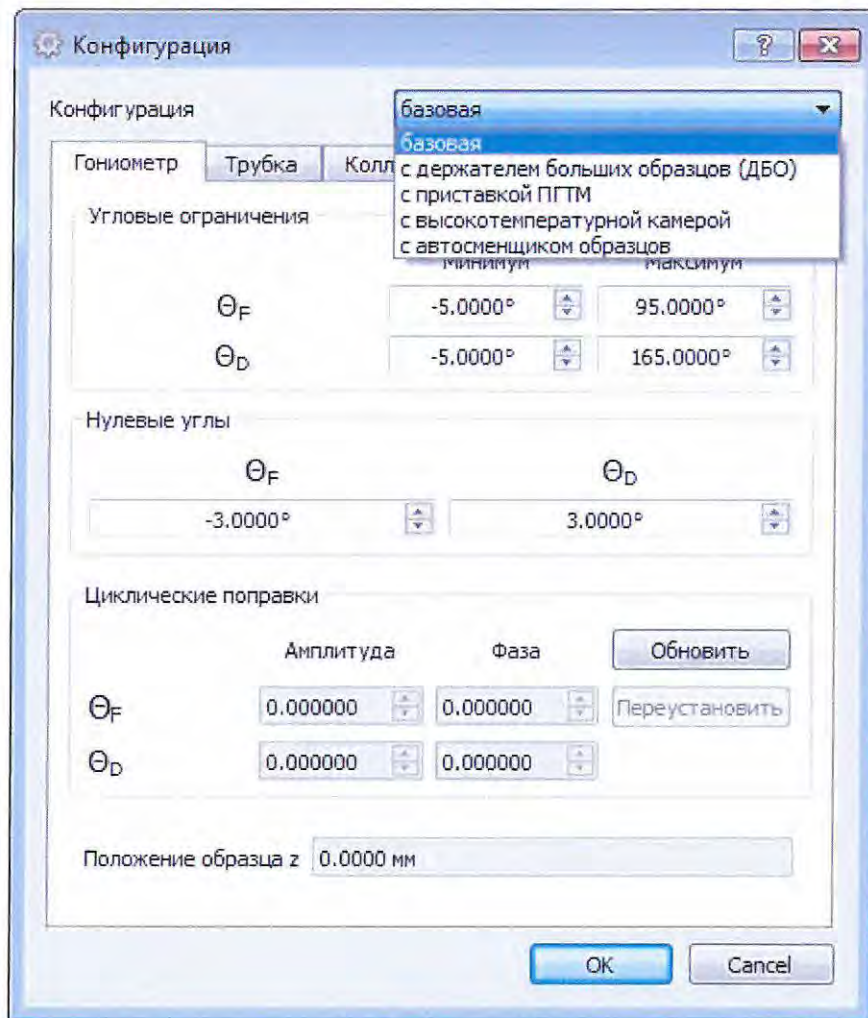 Конфигурация
Конфигурация базовая
базовая
с держателем больших образцов (ДБО)
с приставкой ПГТМ
с высокотемпературной камерой
с автосменщиком образцов
Гониометр Трубка Колл
Угловые ограничения
Минимум Максимум
ΘF -5.0000° 95.0000°
ΘD -5.0000° 165.0000°
Нулевые углы
ΘF ΘD
-3.0000° 3.0000°
Циклические поправки
Амплитуда Фаза Обновить
ΘF 0.000000 0.000000 Переустановить
ΘD 0.000000 0.000000
Положение образца z 0.0000 мм
OK Cancel